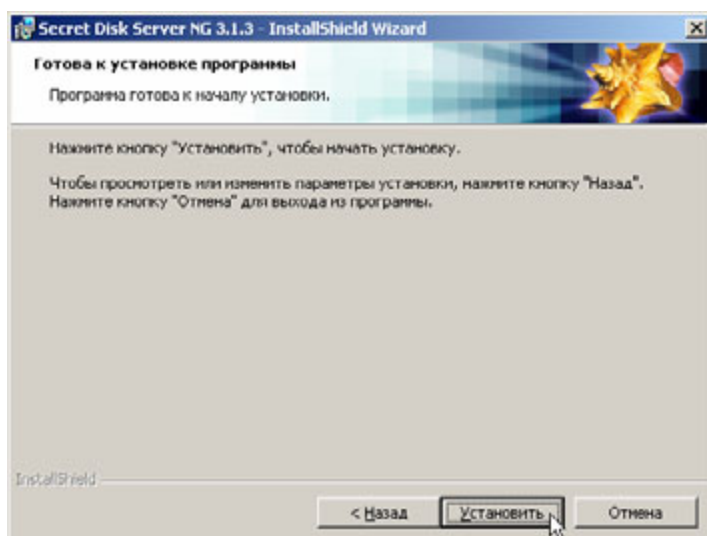 Secret Disk Server NG 3.1.3 - InstallShield Wizard
Готова к установке программы
Программа готова к началу установки.
Нажмите кнопку "Установить", чтобы начать установку.
Чтобы просмотреть или изменить параметры установки, нажмите кнопку "Назад".
Нажмите кнопку "Отмена" для выхода из программы.
InstallShield
< Назад
Установить
Отмена